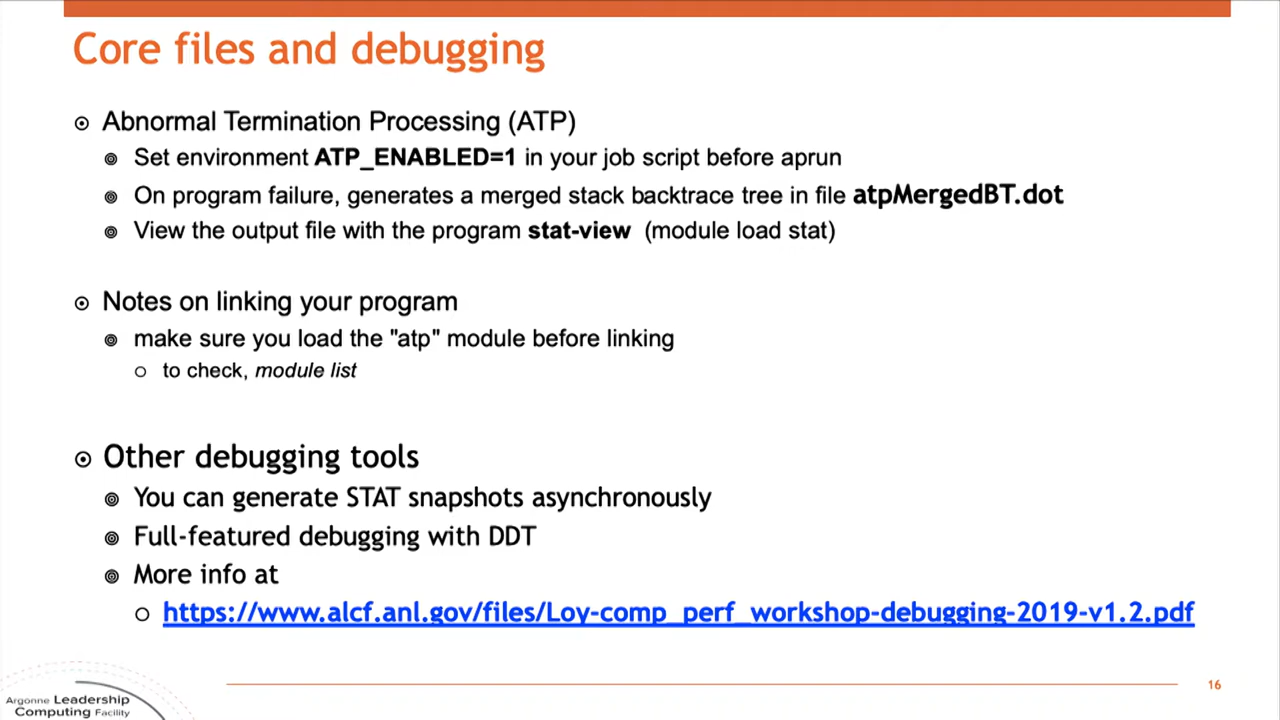 Core files and debugging
Abnormal Termination Processing (ATP)
Set environment ATP_ENABLED=1 in your job script before aprun
On program failure, generates a merged stack backtrace tree in file atpMergedBT.dot
View the output file with the program stat-view (module load stat)
Notes on linking your program
make sure you load the "atp" module before linking
to check, module list
Other debugging tools
You can generate STAT snapshots asynchronously
Full-featured debugging with DDT
More info at
https://www.alcf.anl.gov/files/Loy-comp_perf_workshop-debugging-2019-v1.2.pdf
Argonne Leadership
Computing Facility
16